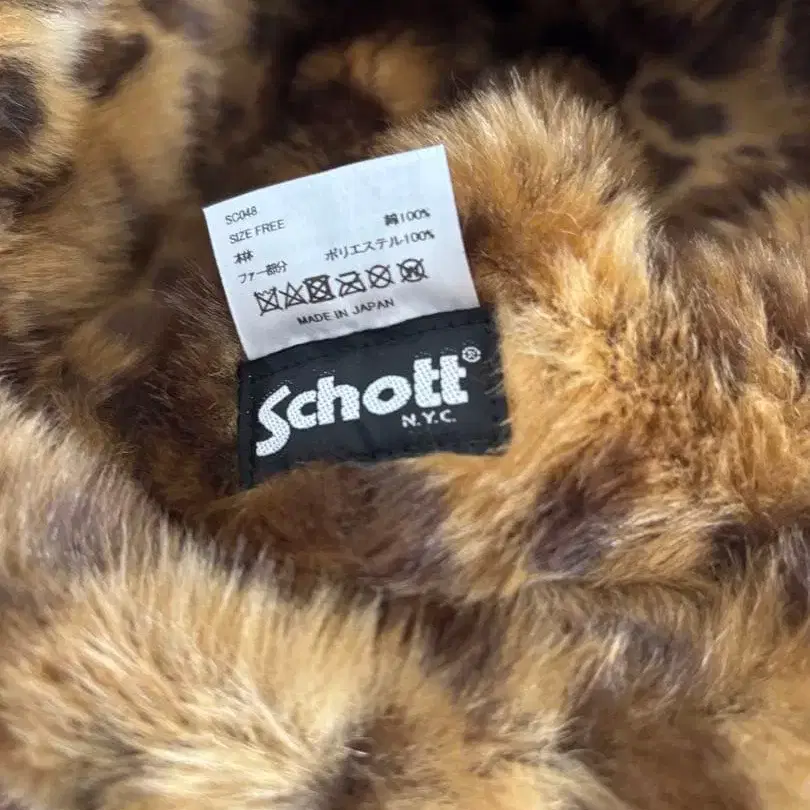 SC048
SIZE FREE
本体 綿100%
ファー部分 ポリエステル100%
MADE IN JAPAN
Schott®
N.Y.C.